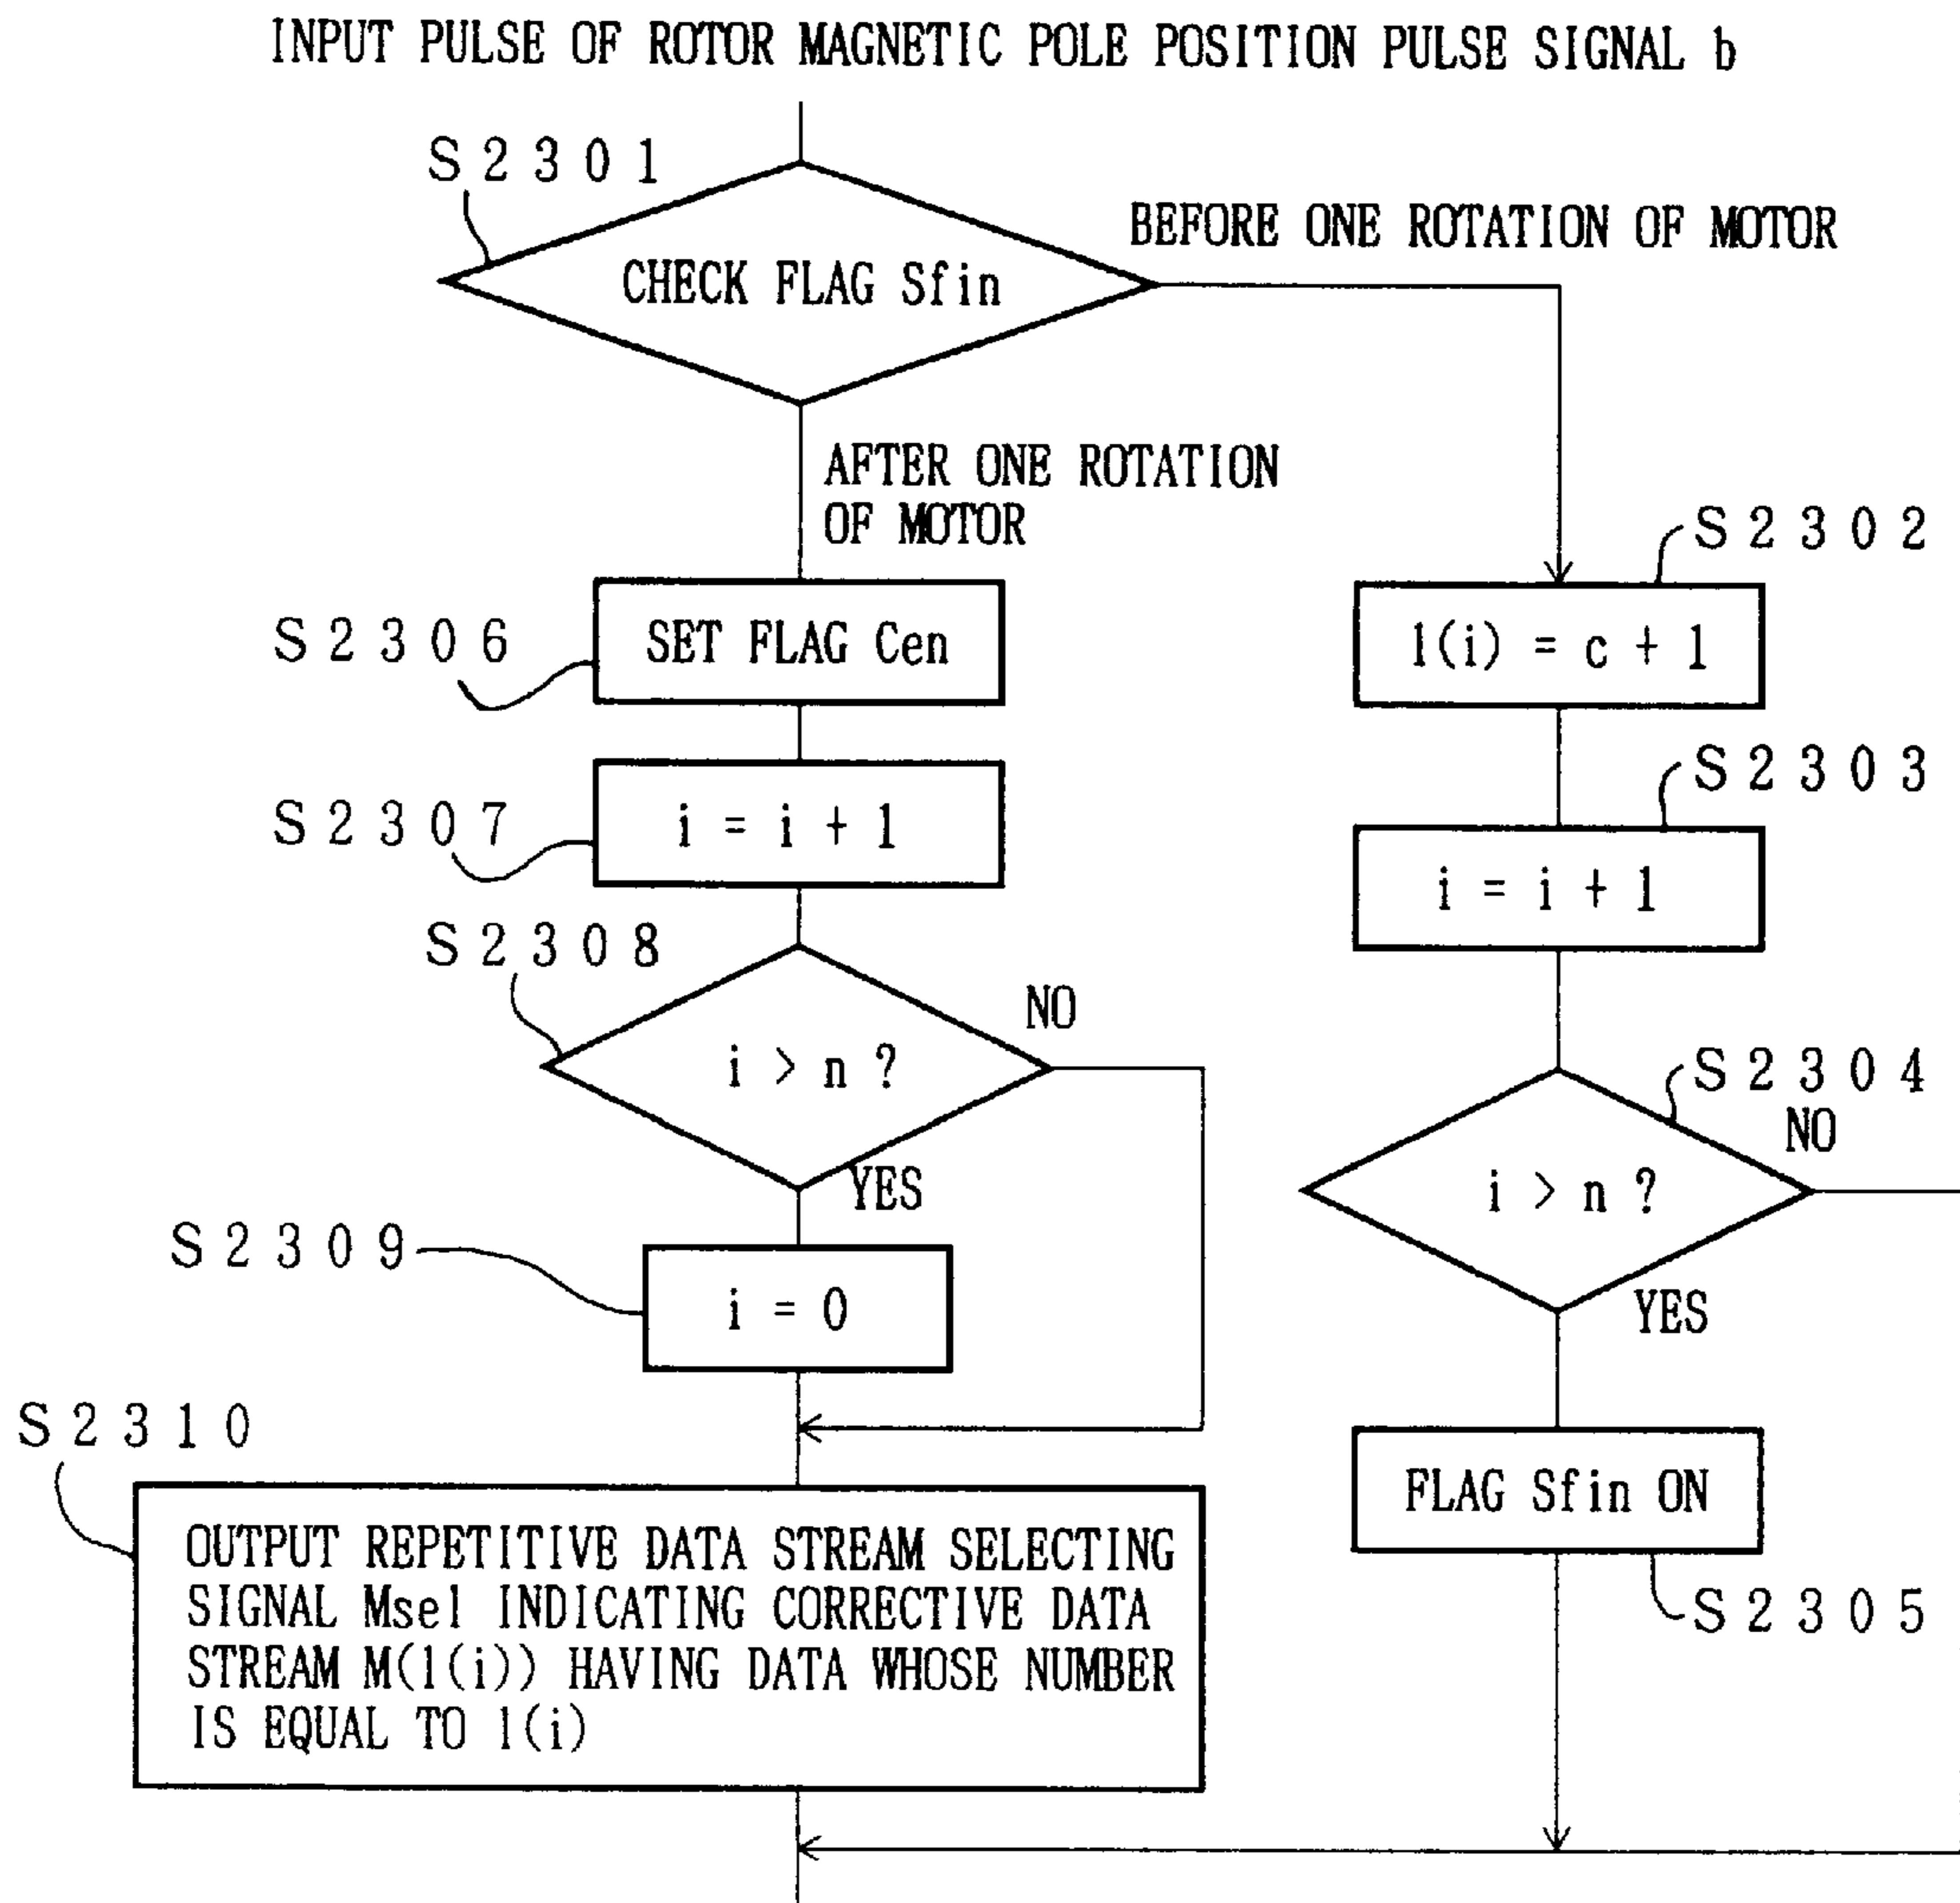 INPUT PULSE OF ROTOR MAGNETIC POLE POSITION PULSE SIGNAL b
S2301
CHECK FLAG Sfin
BEFORE ONE ROTATION OF MOTOR
AFTER ONE ROTATION
OF MOTOR
S2302
l(i) = c + 1
S2306
SET FLAG Cen
S2303
i = i + 1
S2307
i = i + 1
S2308
i > n ?
NO
YES
S2304
i > n ?
NO
YES
S2309
i = 0
S2305
FLAG Sfin ON
S2310
OUTPUT REPETITIVE DATA STREAM SELECTING
SIGNAL Msel INDICATING CORRECTIVE DATA
STREAM M(l(i)) HAVING DATA WHOSE NUMBER
IS EQUAL TO l(i)